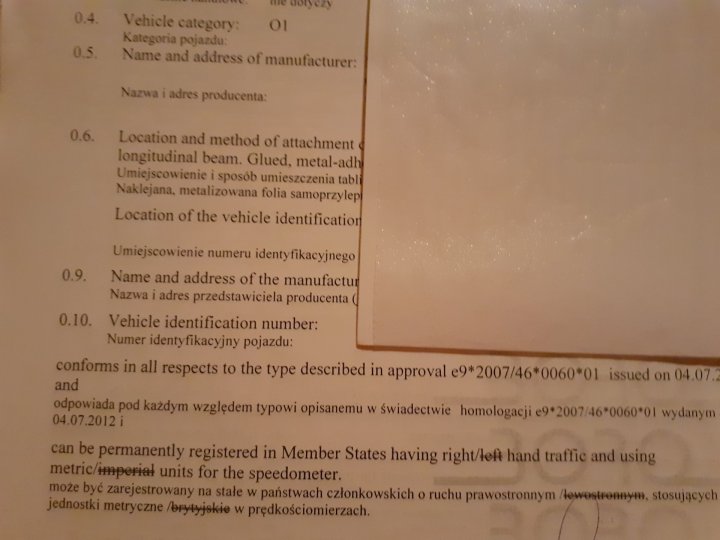 nie dotyczy
0.4. Vehicle category: O1
Kategoria pojazdu:
0.5. Name and address of manufacturer:
Nazwa i adres producenta:
0.6. Location and method of attachment
longitudinal beam. Glued, metal-adh
Umiejscowienie i sposób umieszczenia tabli
Naklejana, metalizowana folia samoprzylep
Location of the vehicle identification
Umiejscowienie numeru identyfikacyjnego
0.9. Name and address of the manufactur
Nazwa i adres przedstawiciela producenta (
0.10. Vehicle identification number:
Numer identyfikacyjny pojazdu:
conforms in all respects to the type described in approval e9*2007/46*0060*01 issued on 04.07.2
and
odpowiada pod każdym względem typowi opisanemu w świadectwie homologacji e9*2007/46*0060*01 wydanym
04.07.2012 i
can be permanently registered in Member States having right/left hand traffic and using
metric/imperial units for the speedometer.
może być zarejestrowany na stałe w państwach członkowskich o ruchu prawostronnym /lewostronnym, stosujących
jednostki metryczne /brytyjskie w prędkościomierzach.